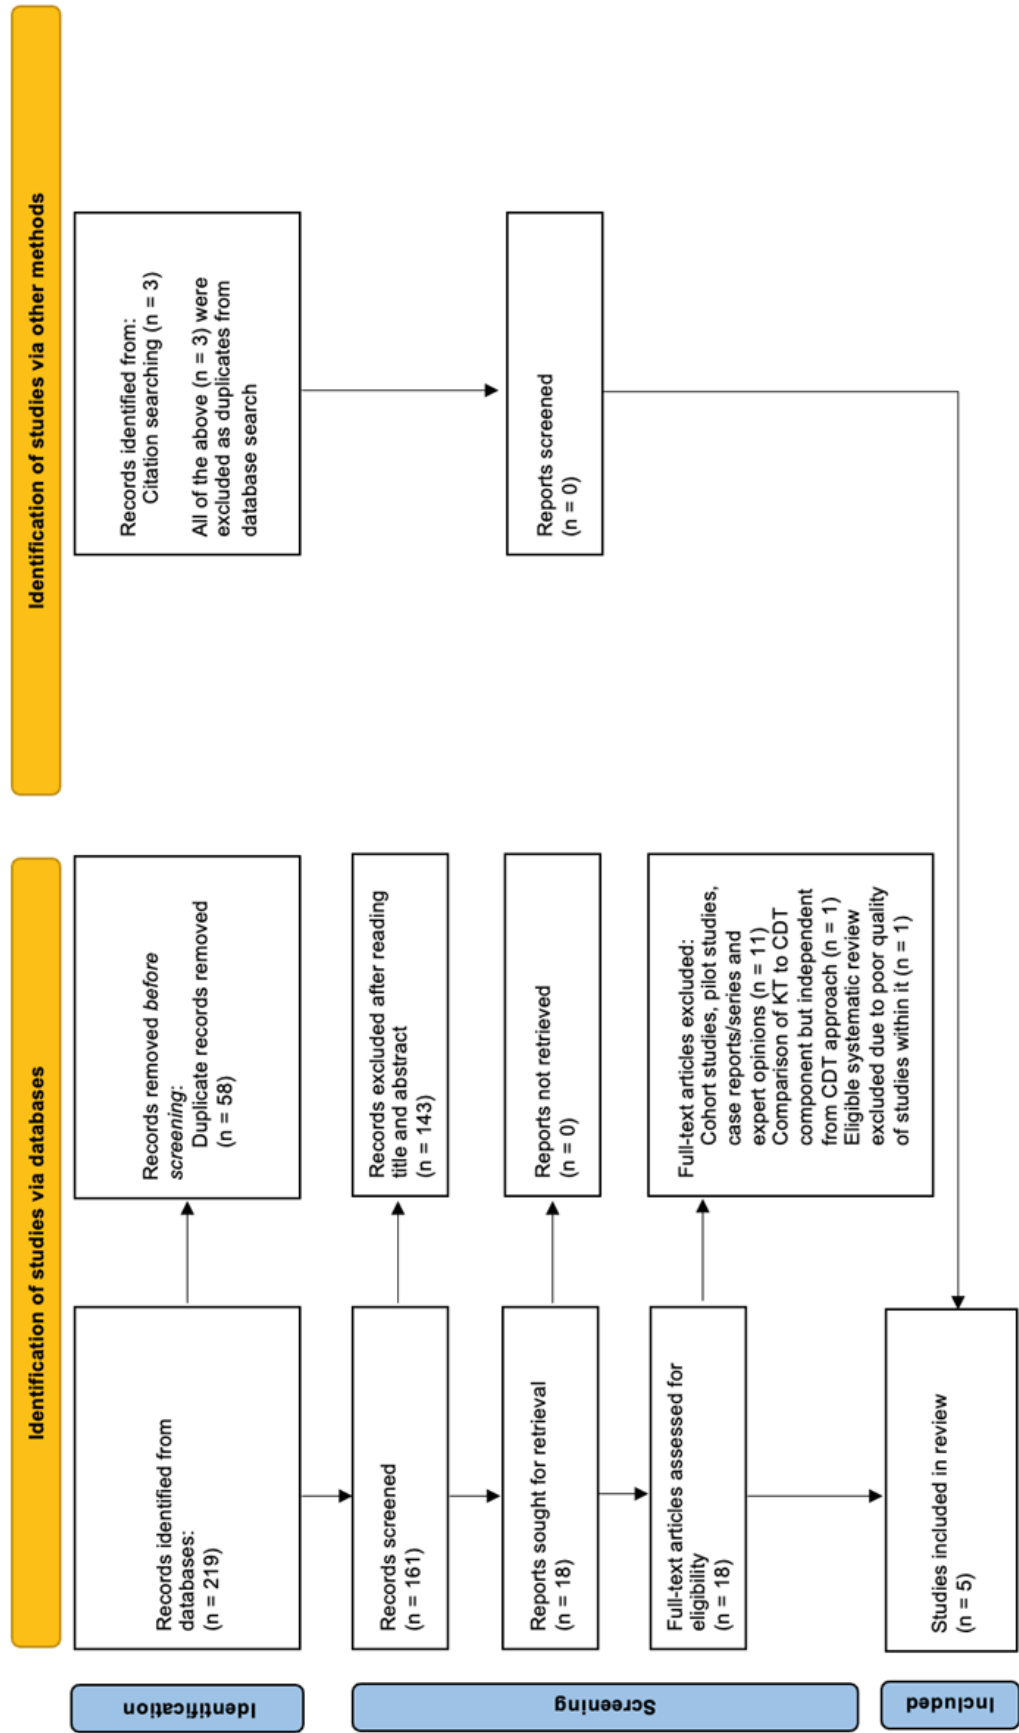 Identification of studies via databases
Identification of studies via other methods
Identification
Records identified from
databases:
(n = 219)
Records removed before
screening:
Duplicate records removed
(n = 58)
Records identified from:
Citation searching (n = 3)
All of the above (n = 3) were
excluded as duplicates from
database search
Screening
Records screened
(n = 161)
Records excluded after reading
title and abstract
(n = 143)
Reports sought for retrieval
(n = 18)
Reports not retrieved
(n = 0)
Reports screened
(n = 0)
Full-text articles assessed for
eligibility
(n = 18)
Full-text articles excluded:
Cohort studies, pilot studies,
case reports/series and
expert opinions (n = 11)
Comparison of KT to CDT
component but independent
from CDT approach (n = 1)
Eligible systematic review
excluded due to poor quality
of studies within it (n = 1)
Included
Studies included in review
(n = 5)